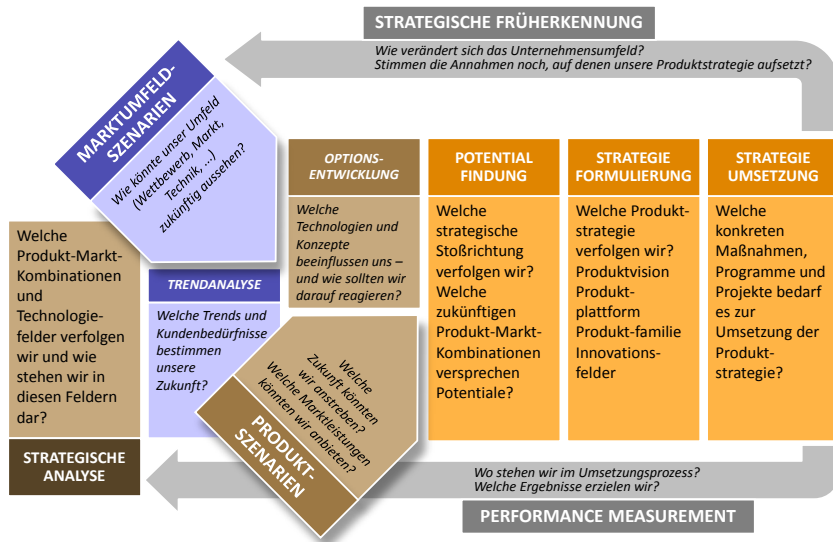 STRATEGISCHE FRÜHERKENNUNG
Wie verändert sich das Unternehmensumfeld?
Stimmen die Annahmen noch, auf denen unsere Produktstrategie aufsetzt?
MARKTUMFELD-
SZENARIEN
Wie könnte unser Umfeld
(Wettbewerb, Markt,
Technik, ...)
zukünftig aussehen?
Welche
Produkt-Markt-
Kombinationen
und
Technologie-
felder verfolgen
wir und wie
stehen wir in
diesen Feldern
dar?
STRATEGISCHE
ANALYSE
TRENDANALYSE
Welche Trends und
Kundenbedürfnisse
bestimmen
unsere
Zukunft?
OPTIONS-
ENTWICKLUNG
Welche
Technologien und
Konzepte
beeinflussen uns –
und wie sollten wir
darauf reagieren?
Welche
Zukunft könnten
wir anstreben?
Welche Marktleistungen
könnten wir anbieten?
PRODUKT-
SZENARIEN
POTENTIAL
FINDUNG
Welche
strategische
Stoßrichtung
verfolgen wir?
Welche
zukünftigen
Produkt-Markt-
Kombinationen
versprechen
Potentiale?
STRATEGIE
FORMULIERUNG
Welche Produkt-
strategie
verfolgen wir?
Produktvision
Produkt-
plattform
Produkt-familie
Innovations-
felder
STRATEGIE
UMSETZUNG
Welche
konkreten
Maßnahmen,
Programme und
Projekte bedarf
es zur
Umsetzung der
Produkt-
strategie?
Wo stehen wir im Umsetzungsprozess?
Welche Ergebnisse erzielen wir?
PERFORMANCE MEASUREMENT